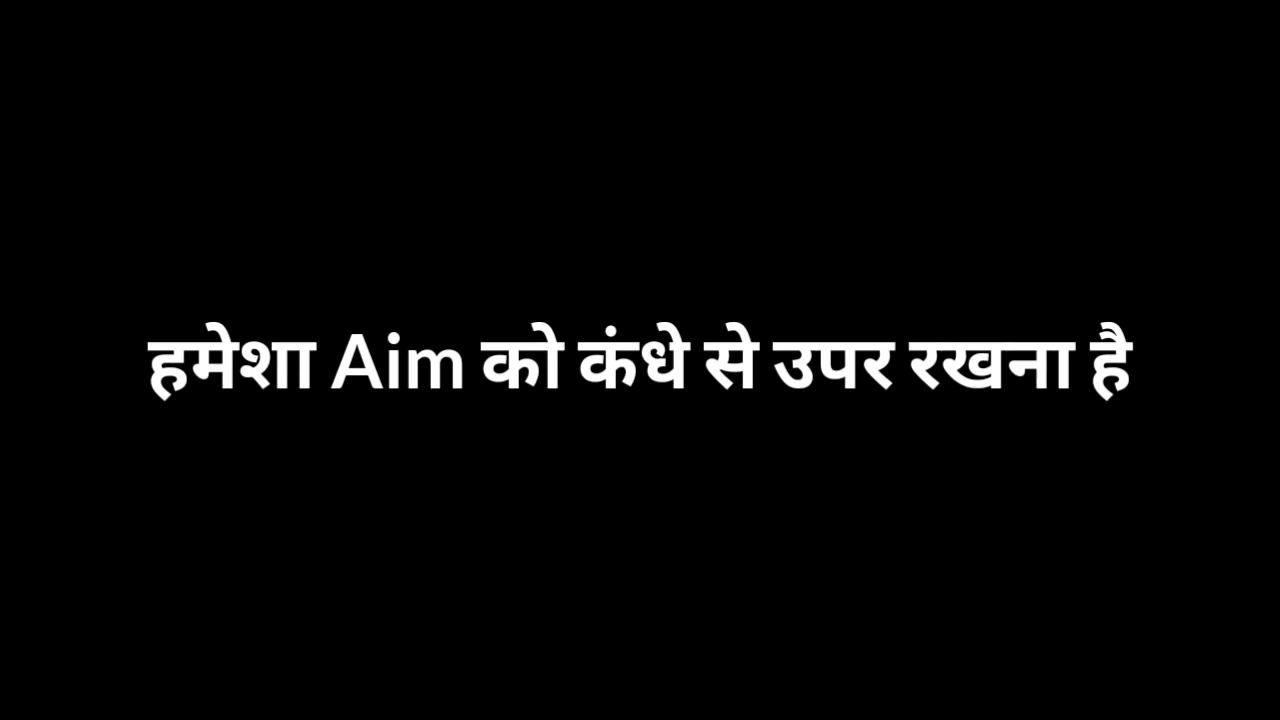 हमेशा Aim को कंधे से उपर रखना है